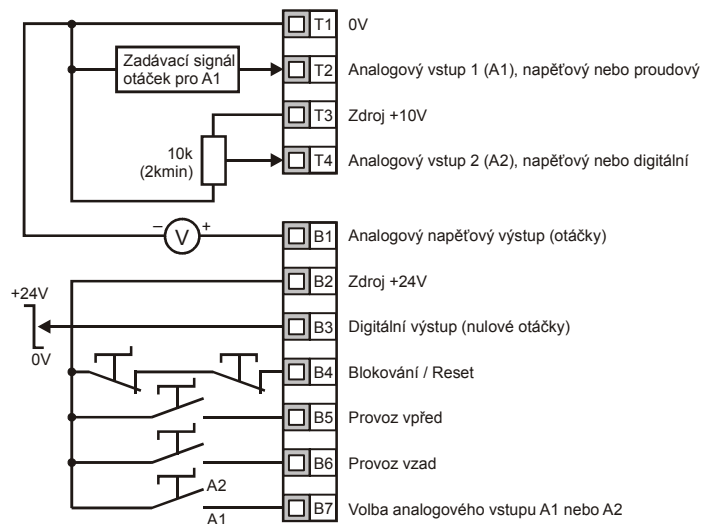 T1 0V
Zadávací signál
otáček pro A1
T2 Analogový vstup 1 (A1), napěťový nebo proudový
T3 Zdroj +10V
10k
(2kmin)
T4 Analogový vstup 2 (A2), napěťový nebo digitální
– V +
B1 Analogový napěťový výstup (otáčky)
B2 Zdroj +24V
+24V
B3 Digitální výstup (nulové otáčky)
0V
B4 Blokování / Reset
B5 Provoz vpřed
B6 Provoz vzad
A2
B7 Volba analogového vstupu A1 nebo A2
A1